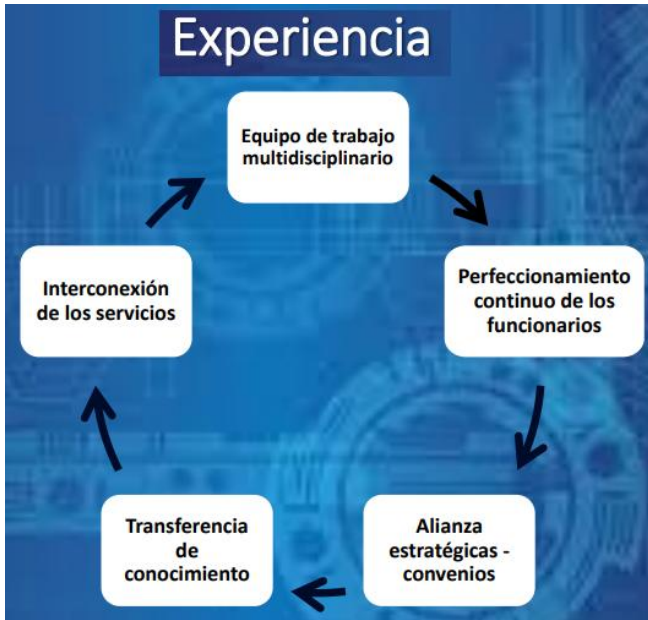 Experiencia
Equipo de trabajo
multidisciplinario
Perfeccionamiento
continuo de los
funcionarios
Alianza
estratégicas -
convenios
Transferencia
de
conocimiento
Interconexión
de los servicios